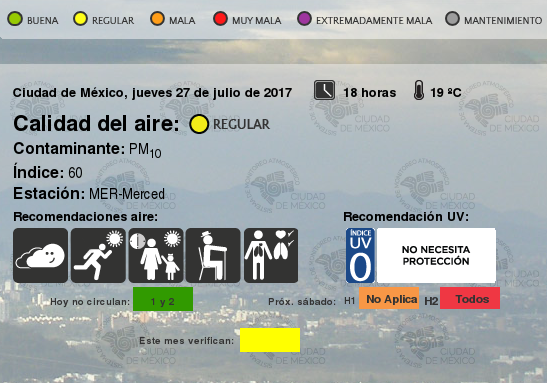 BUENA REGULAR MALA MUY MALA EXTREMADAMENTE MALA MANTENIMIENTO
Ciudad de México, jueves 27 de julio de 2017 18 horas 19 ºC
Calidad del aire: REGULAR
Contaminante: PM10
Índice: 60
Estación: MER-Merced
Recomendaciones aire: Recomendación UV:
ÍNDICE UV 0 NO NECESITA PROTECCIÓN
Hoy no circulan: 1 y 2 Próx. sábado: H1 No Aplica H2 Todos
Este mes verifican:
CIUDAD DE MÉXICO